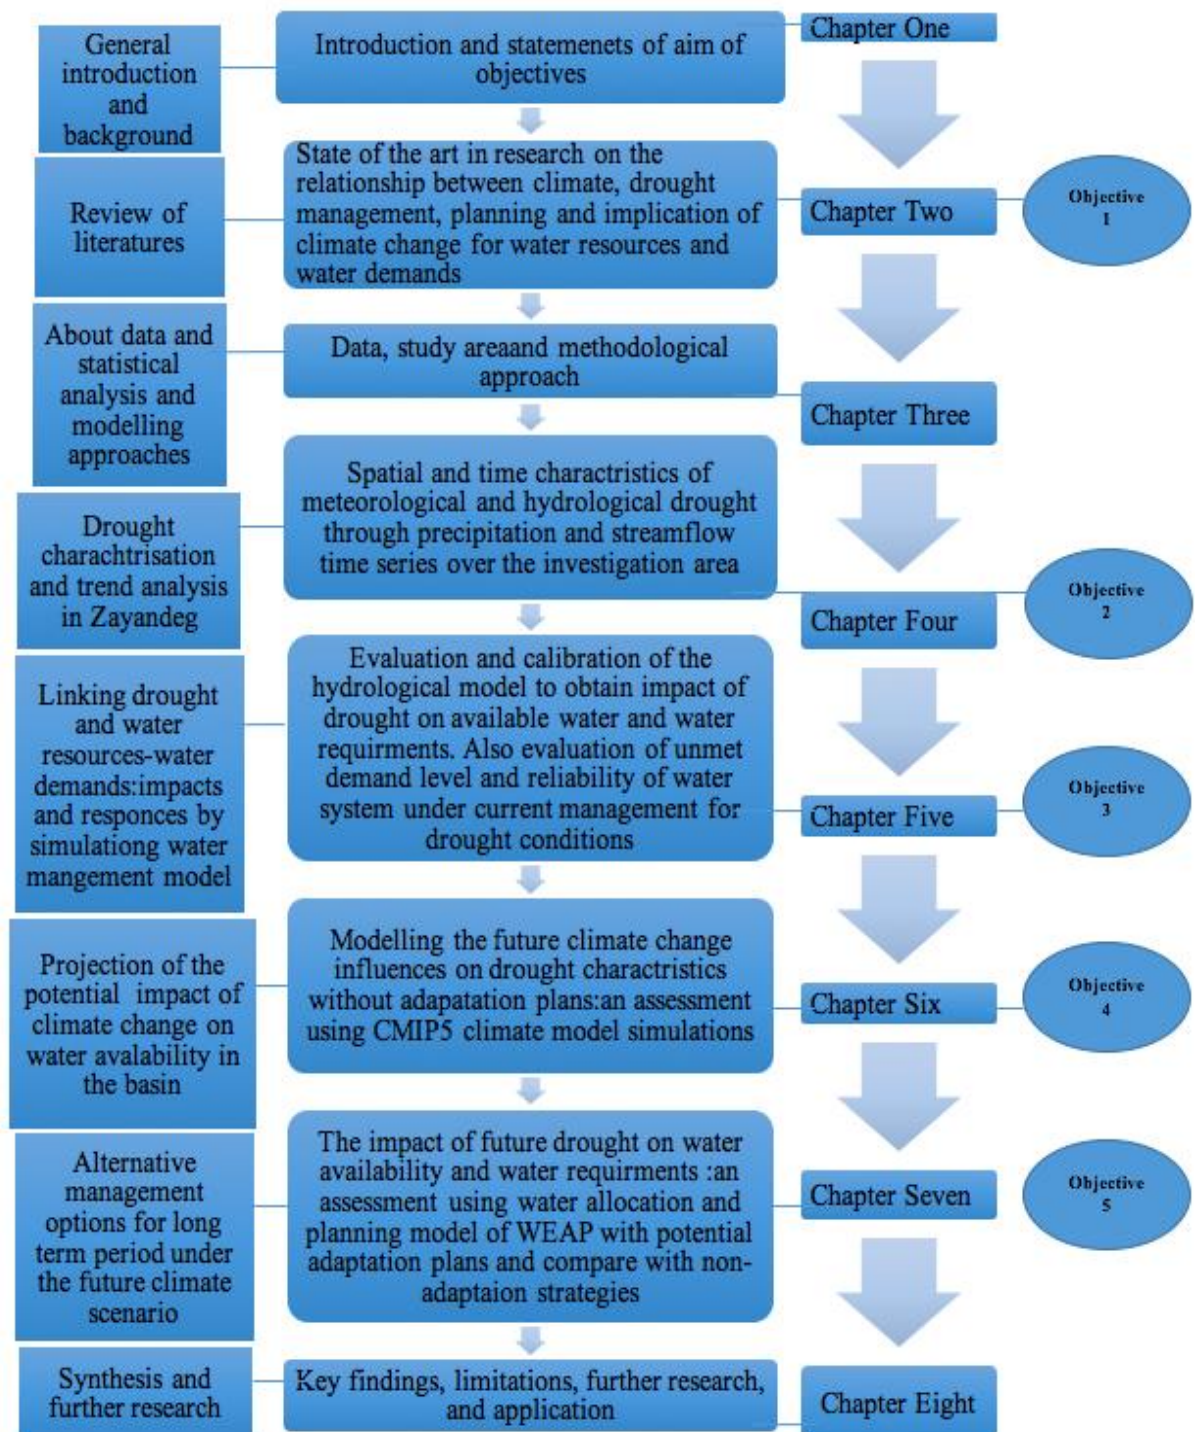 General
introduction
and
background
Introduction and statemenets of aim of
objectives
Chapter One
Review of
literatures
State of the art in research on the
relationship between climate, drought
management, planning and implication of
climate change for water resources and
water demands
Chapter Two
Objective
1
About data and
statistical
analysis and
modelling
approaches
Data, study areaand methodological
approach
Chapter Three
Drought
charachtrisation
and trend analysis
in Zayandeg
Spatial and time charactristics of
meteorological and hydrological drought
through precipitation and streamflow
time series over the investigation area
Chapter Four
Objective
2
Linking drought
and water
resources-water
demands:impacts
and responces by
simulationg water
mangement model
Evaluation and calibration of the
hydrological model to obtain impact of
drought on available water and water
requirments. Also evaluation of unmet
demand level and reliability of water
system under current management for
drought conditions
Chapter Five
Objective
3
Projection of the
potential impact of
climate change on
water avalability in
the basin
Modelling the future climate change
influences on drought charactristics
without adapatation plans:an assessment
using CMIP5 climate model simulations
Chapter Six
Objective
4
Alternative
management
options for long
term period under
the future climate
scenario
The impact of future drought on water
availability and water requirments :an
assessment using water allocation and
planning model of WEAP with potential
adaptation plans and compare with non-
adaptaion strategies
Chapter Seven
Objective
5
Synthesis and
further research
Key findings, limitations, further research,
and application
Chapter Eight